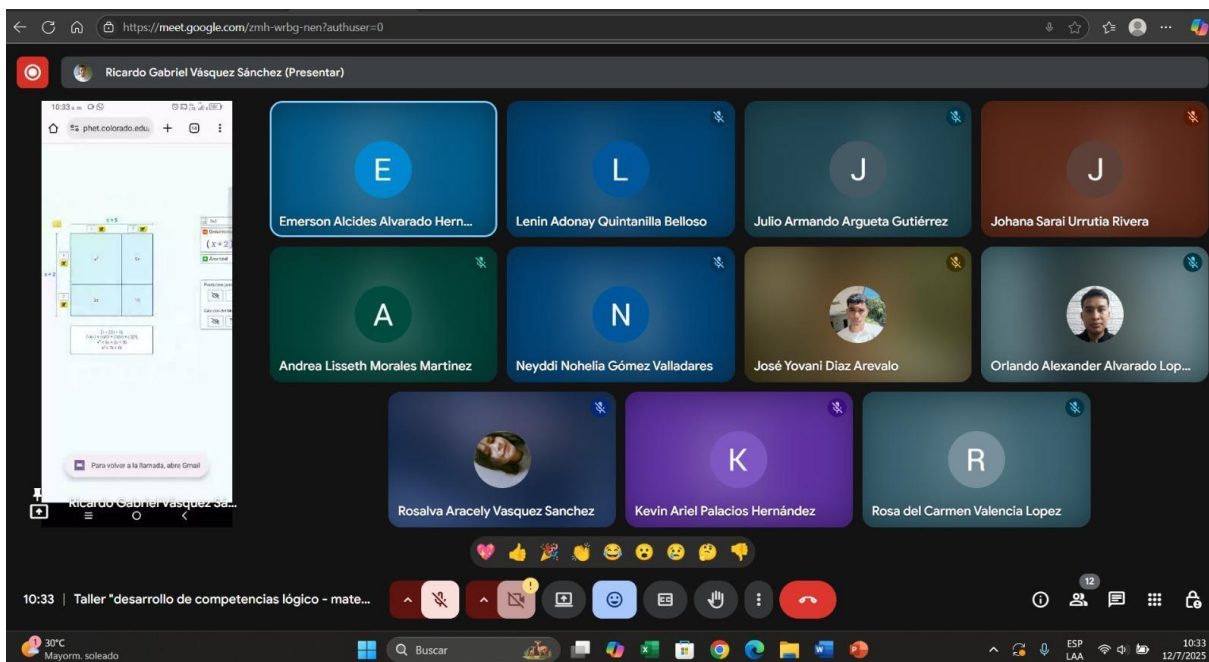 https://meet.google.com/zmh-wrbg-nen?authuser=0
Ricardo Gabriel Vásquez Sánchez (Presentar)
10:33 a.m.
phet.colorado.edu/
x + 2
Para volver a la llamada, abre Gmail
Ricardo Gabriel Vásquez Sá...
E
Emerson Alcides Alvarado Hern...
L
Lenin Adonay Quintanilla Belloso
J
Julio Armando Argueta Gutiérrez
J
Johana Sarai Urrutia Rivera
A
Andrea Lisseth Morales Martinez
N
Neyddi Nohelia Gómez Valladares
José Yovani Diaz Arevalo
Orlando Alexander Alvarado Lop...
Rosalva Aracely Vasquez Sanchez
K
Kevin Ariel Palacios Hernández
R
Rosa del Carmen Valencia Lopez
10:33 | Taller "desarrollo de competencias lógico - mate...
12
30°C
Mayorm. soleado
Buscar
ESP
LAA
10:33
12/7/2025